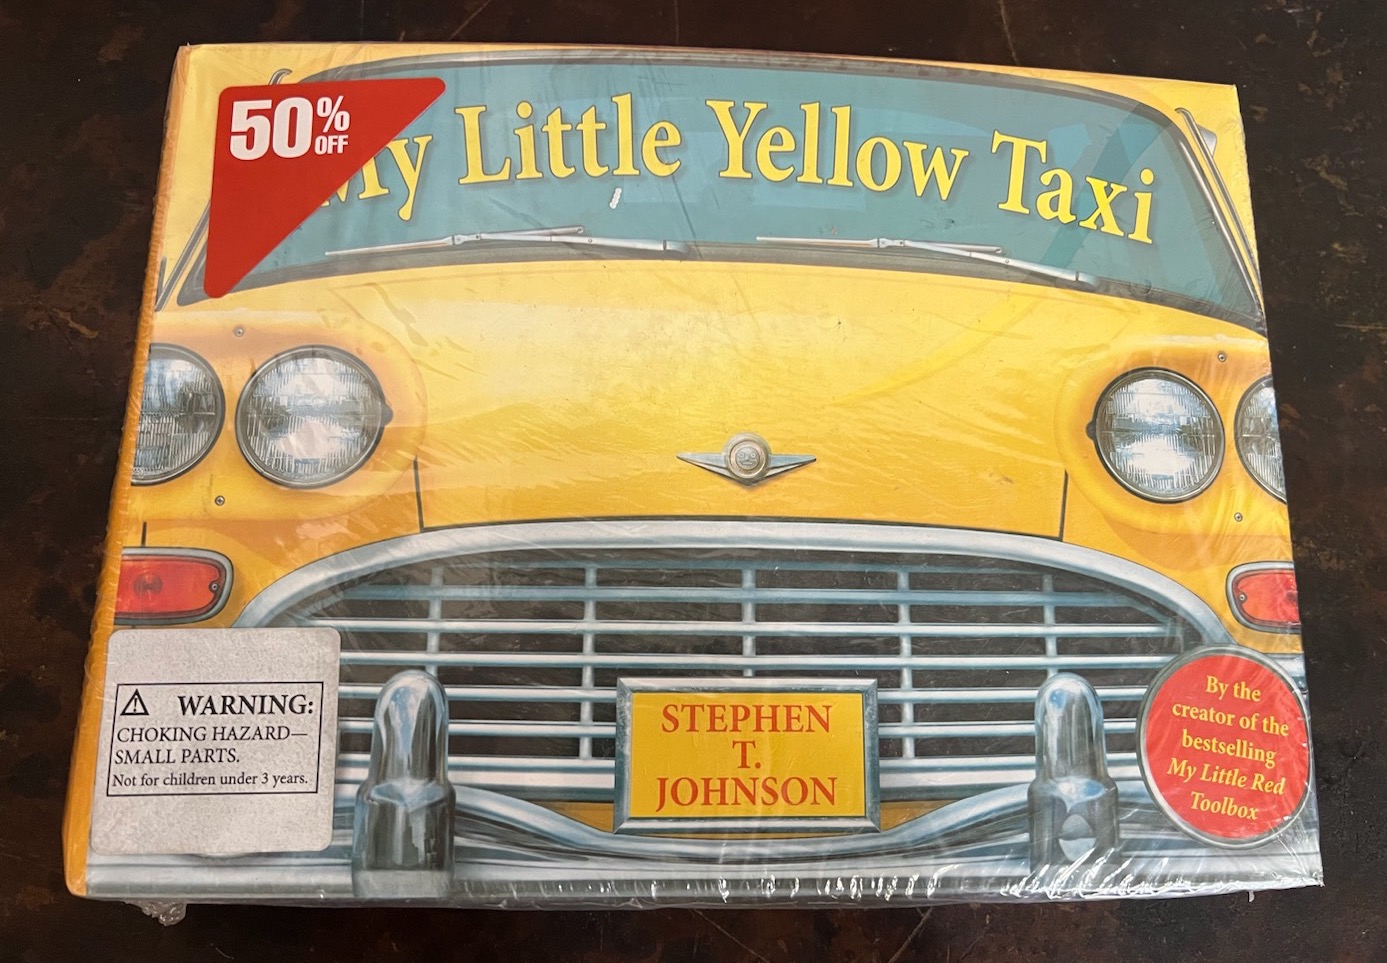 50% OFF
My Little Yellow Taxi
STEPHEN
T.
JOHNSON
WARNING:
CHOKING HAZARD—
SMALL PARTS.
Not for children under 3 years.
By the
creator of the
bestselling
My Little Red
Toolbox